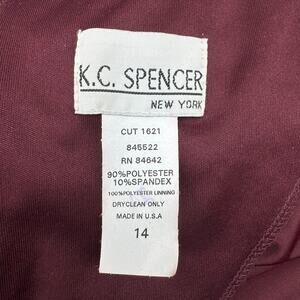 K.C. SPENCER
NEW YORK
CUT 1621
845522
RN 84642
90%POLYESTER
10%SPANDEX
100%POLYESTER LINNING
DRYCLEAN ONLY
MADE IN U.S.A
14